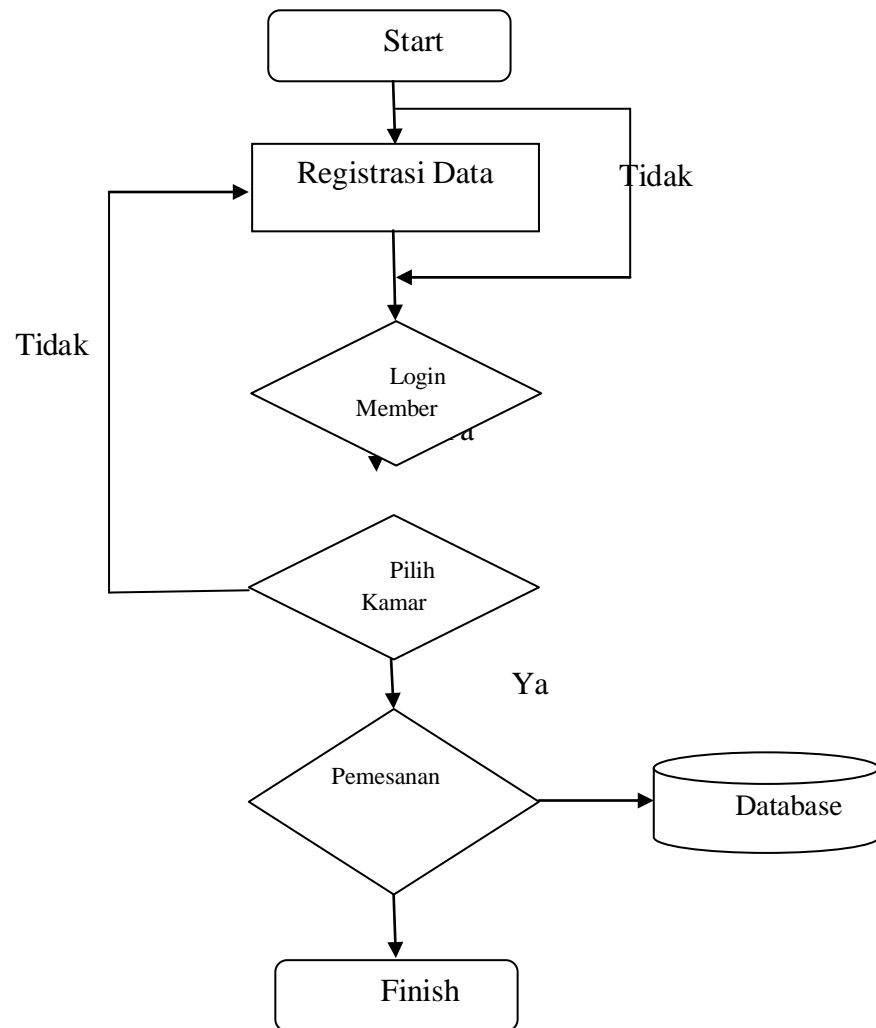 Start
Registrasi Data
Tidak
Tidak
Login
Member
Pilih
Kamar
Ya
Pemesanan
Database
Finish